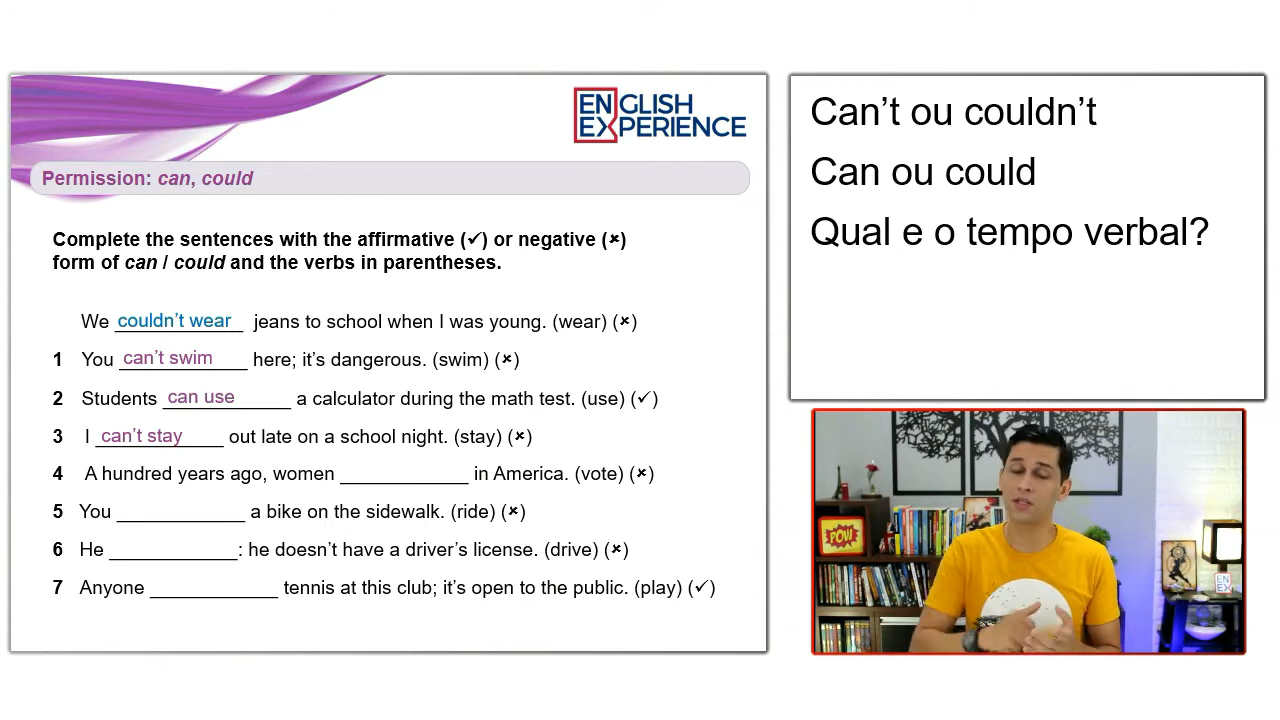 ENGLISH
EXPERIENCE
Permission: can, could
Complete the sentences with the affirmative (✓) or negative (×)
form of can / could and the verbs in parentheses.
We couldn’t wear jeans to school when I was young. (wear) (×)
1 You can’t swim here; it’s dangerous. (swim) (×)
2 Students can use a calculator during the math test. (use) (✓)
3 I can’t stay out late on a school night. (stay) (×)
4 A hundred years ago, women ____________ in America. (vote) (×)
5 You ____________ a bike on the sidewalk. (ride) (×)
6 He ____________: he doesn’t have a driver’s license. (drive) (×)
7 Anyone ____________ tennis at this club; it’s open to the public. (play) (✓)
Can’t ou couldn’t
Can ou could
Qual e o tempo verbal?
POW!
EN
EX